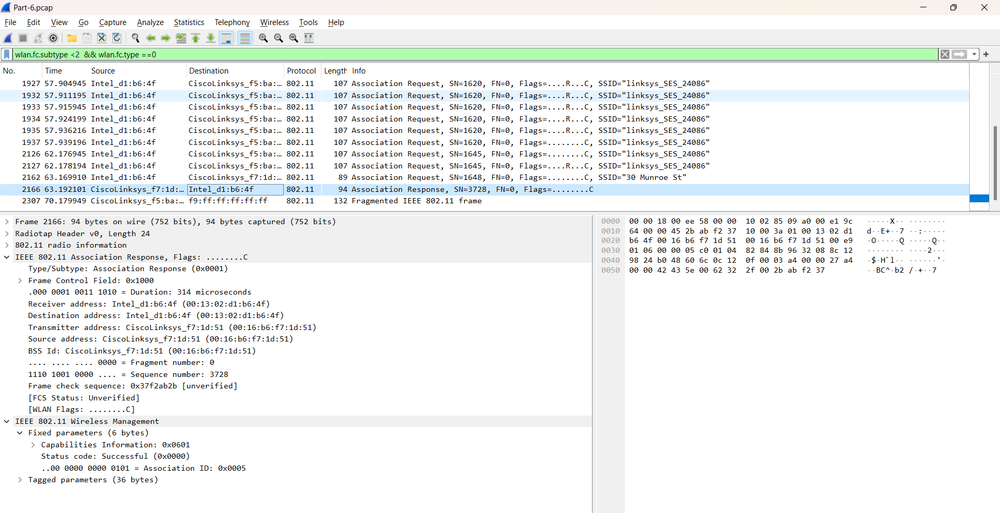 Part-6.pcap
File Edit View Go Capture Analyze Statistics Telephony Wireless Tools Help
wlan.fc.subtype <2 && wlan.fc.type ==0
No. Time Source Destination Protocol Length Info
1927 57.904945 Intel_d1:b6:4f CiscoLinksys_f5:ba:… 802.11 107 Association Request, SN=1620, FN=0, Flags=....R...C, SSID="linksys_SES_24086"
1932 57.911195 Intel_d1:b6:4f CiscoLinksys_f5:ba:… 802.11 107 Association Request, SN=1620, FN=0, Flags=....R...C, SSID="linksys_SES_24086"
1933 57.915945 Intel_d1:b6:4f CiscoLinksys_f5:ba:… 802.11 107 Association Request, SN=1620, FN=0, Flags=....R...C, SSID="linksys_SES_24086"
1934 57.924199 Intel_d1:b6:4f CiscoLinksys_f5:ba:… 802.11 107 Association Request, SN=1620, FN=0, Flags=....R...C, SSID="linksys_SES_24086"
1935 57.936216 Intel_d1:b6:4f CiscoLinksys_f5:ba:… 802.11 107 Association Request, SN=1620, FN=0, Flags=....R...C, SSID="linksys_SES_24086"
1937 57.939196 Intel_d1:b6:4f CiscoLinksys_f5:ba:… 802.11 107 Association Request, SN=1620, FN=0, Flags=........C, SSID="linksys_SES_24086"
2126 62.176945 Intel_d1:b6:4f CiscoLinksys_f5:ba:… 802.11 107 Association Request, SN=1645, FN=0, Flags=........C, SSID="linksys_SES_24086"
2127 62.178194 Intel_d1:b6:4f CiscoLinksys_f5:ba:… 802.11 107 Association Request, SN=1645, FN=0, Flags=....R...C, SSID="linksys_SES_24086"
2162 63.169910 Intel_d1:b6:4f CiscoLinksys_f7:1d:… 802.11 89 Association Request, SN=1648, FN=0, Flags=........C, SSID="30 Munroe St"
2166 63.192101 CiscoLinksys_f7:1d:… Intel_d1:b6:4f 802.11 94 Association Response, SN=3728, FN=0, Flags=........C
2307 70.179949 CiscoLinksys_f5:ba:… f9:ff:ff:ff:ff:ff 802.11 132 Fragmented IEEE 802.11 frame
Frame 2166: 94 bytes on wire (752 bits), 94 bytes captured (752 bits)
Radiotap Header v0, Length 24
802.11 radio information
IEEE 802.11 Association Response, Flags: ........C
Type/Subtype: Association Response (0x0001)
Frame Control Field: 0x1000
.000 0001 0011 1010 = Duration: 314 microseconds
Receiver address: Intel_d1:b6:4f (00:13:02:d1:b6:4f)
Destination address: Intel_d1:b6:4f (00:13:02:d1:b6:4f)
Transmitter address: CiscoLinksys_f7:1d:51 (00:16:b6:f7:1d:51)
Source address: CiscoLinksys_f7:1d:51 (00:16:b6:f7:1d:51)
BSS Id: CiscoLinksys_f7:1d:51 (00:16:b6:f7:1d:51)
.... .... .... 0000 = Fragment number: 0
1110 1001 0000 .... = Sequence number: 3728
Frame check sequence: 0x37f2ab2b [unverified]
[FCS Status: Unverified]
[WLAN Flags: ........C]
IEEE 802.11 Wireless Management
Fixed parameters (6 bytes)
Capabilities Information: 0x0601
Status code: Successful (0x0000)
..00 0000 0000 0101 = Association ID: 0x0005
Tagged parameters (36 bytes)
0000 00 00 18 00 ee 58 00 00 10 02 85 09 a0 00 e1 9c ·····X·· ········
0010 64 00 00 45 2b ab f2 37 10 00 3a 01 00 13 02 d1 d··E+··7 ··:·····
0020 b6 4f 00 16 b6 f7 1d 51 00 16 b6 f7 1d 51 00 e9 ·O·····Q ·····Q··
0030 01 06 00 00 05 c0 01 04 82 84 8b 96 32 08 8c 12 ········ ····2···
0040 98 24 b0 48 60 6c 0c 12 0f 00 03 a4 00 00 27 a4 ·$·H`l·· ······'·
0050 00 00 42 43 5e 00 62 32 2f 00 2b ab f2 37 ··BC^·b2 /·+··7